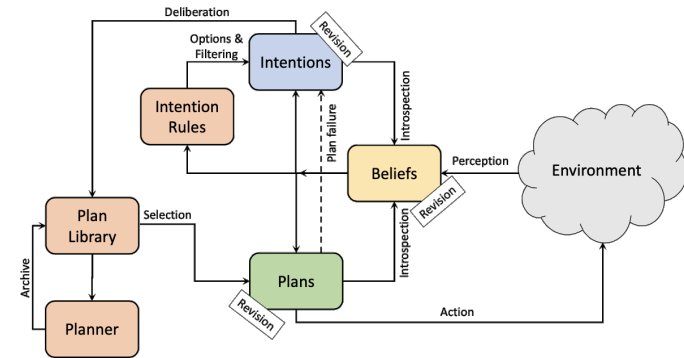 Deliberation
Revision
Options &
Filtering
Intentions
Intention
Rules
Plan failure
Introspection
Beliefs
Perception
Environment
Revision
Plan
Library
Selection
Introspection
Plans
Archive
Revision
Planner
Action